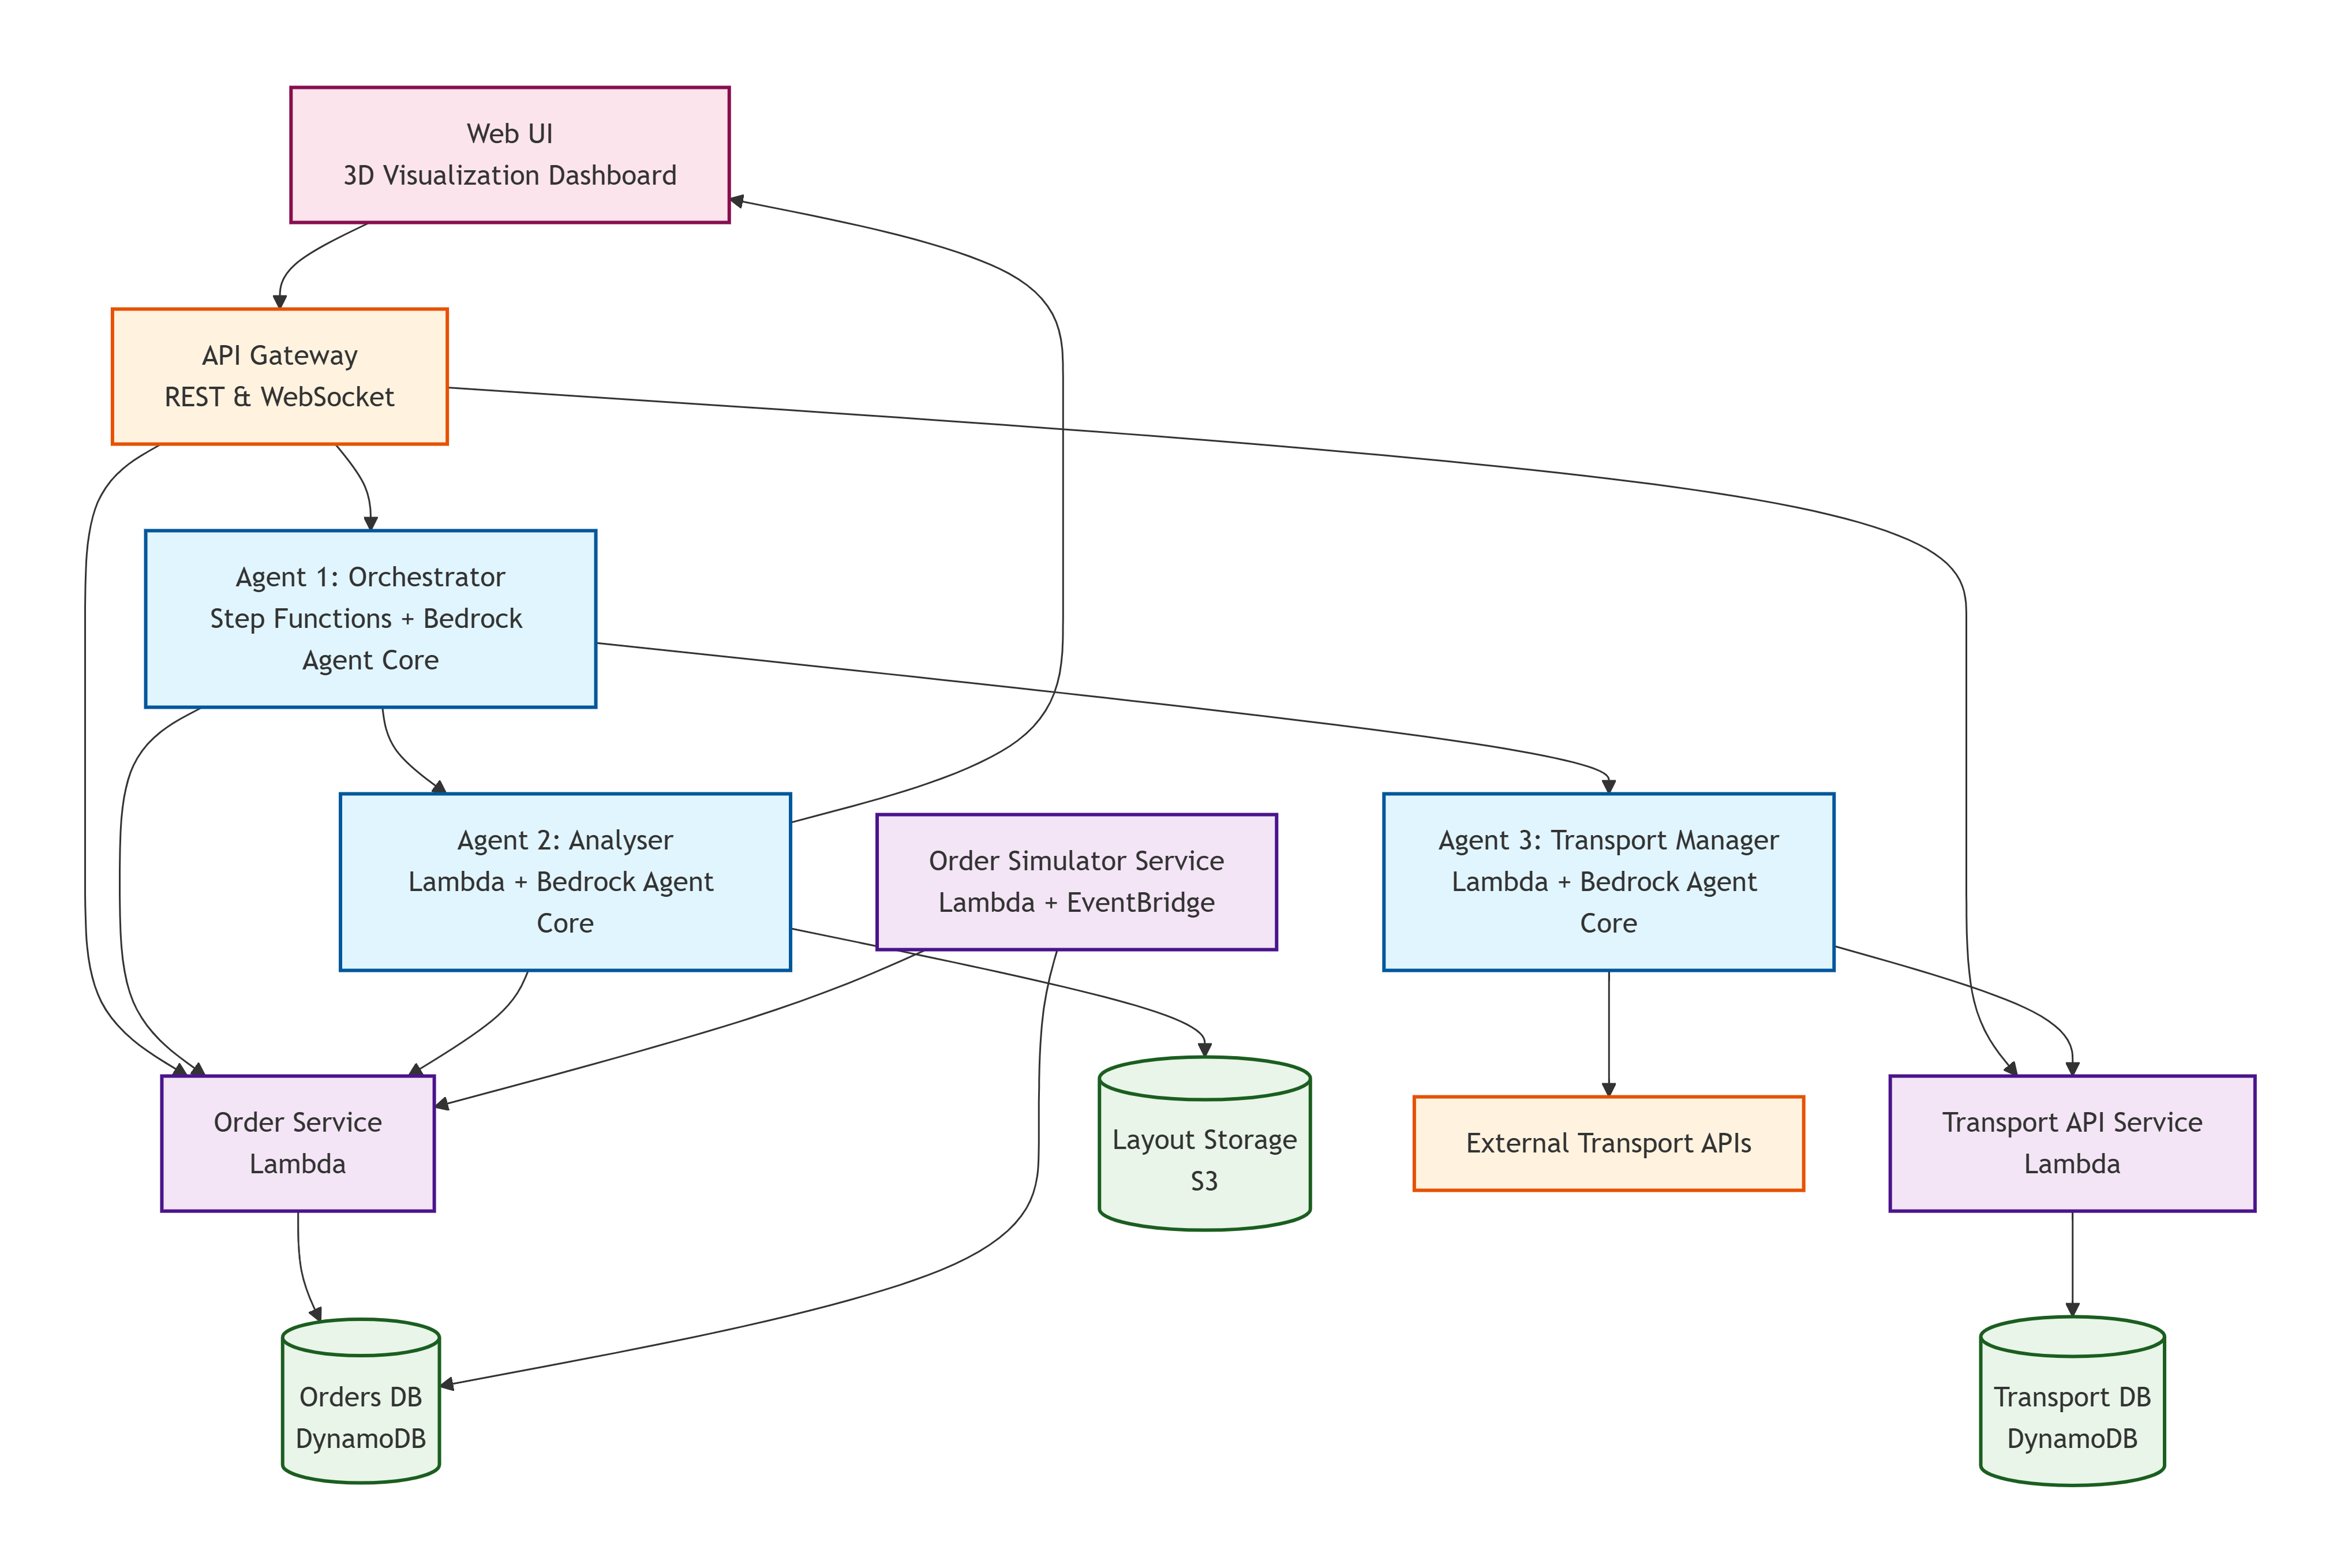 Web UI
3D Visualization Dashboard
API Gateway
REST & WebSocket
Agent 1: Orchestrator
Step Functions + Bedrock
Agent Core
Agent 2: Analyser
Lambda + Bedrock Agent
Core
Order Simulator Service
Lambda + EventBridge
Agent 3: Transport Manager
Lambda + Bedrock Agent
Core
Order Service
Lambda
Layout Storage
S3
External Transport APIs
Transport API Service
Lambda
Orders DB
DynamoDB
Transport DB
DynamoDB